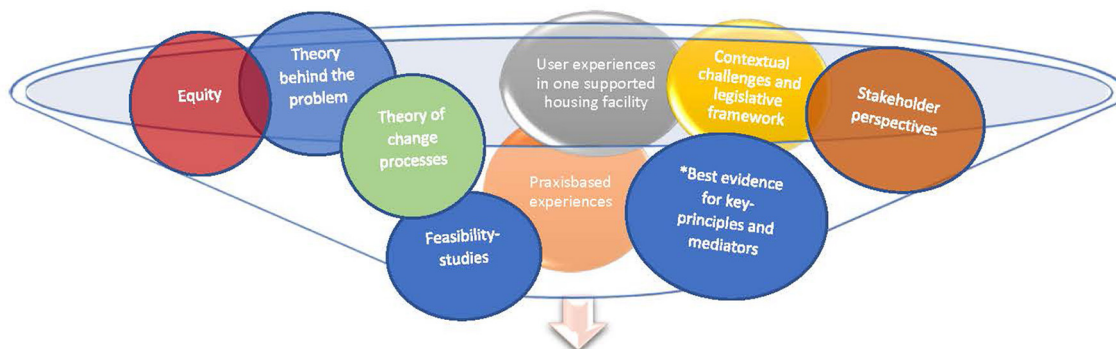 Equity
Theory
behind the
problem
Theory of
change
processes
Feasibility-
studies
User experiences
in one supported
housing facility
Praxisbased
experiences
Contextual
challenges and
legislative
framework
*Best evidence
for
key-
principles and
mediators
Stakeholder
perspectives